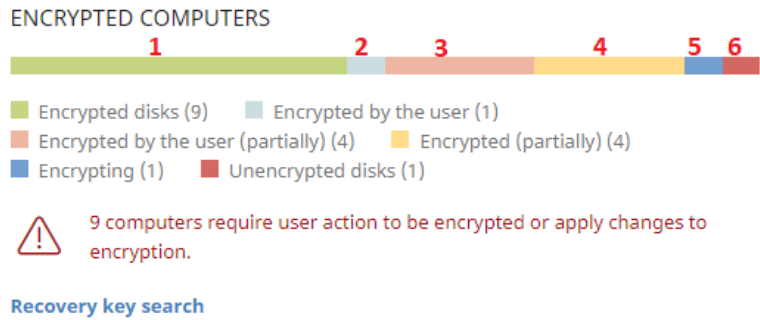 ENCRYPTED COMPUTERS
1 2 3 4 5 6
Encrypted disks (9) Encrypted by the user (1)
Encrypted by the user (partially) (4) Encrypted (partially) (4)
Encrypting (1) Unencrypted disks (1)
9 computers require user action to be encrypted or apply changes to
encryption.
Recovery key search